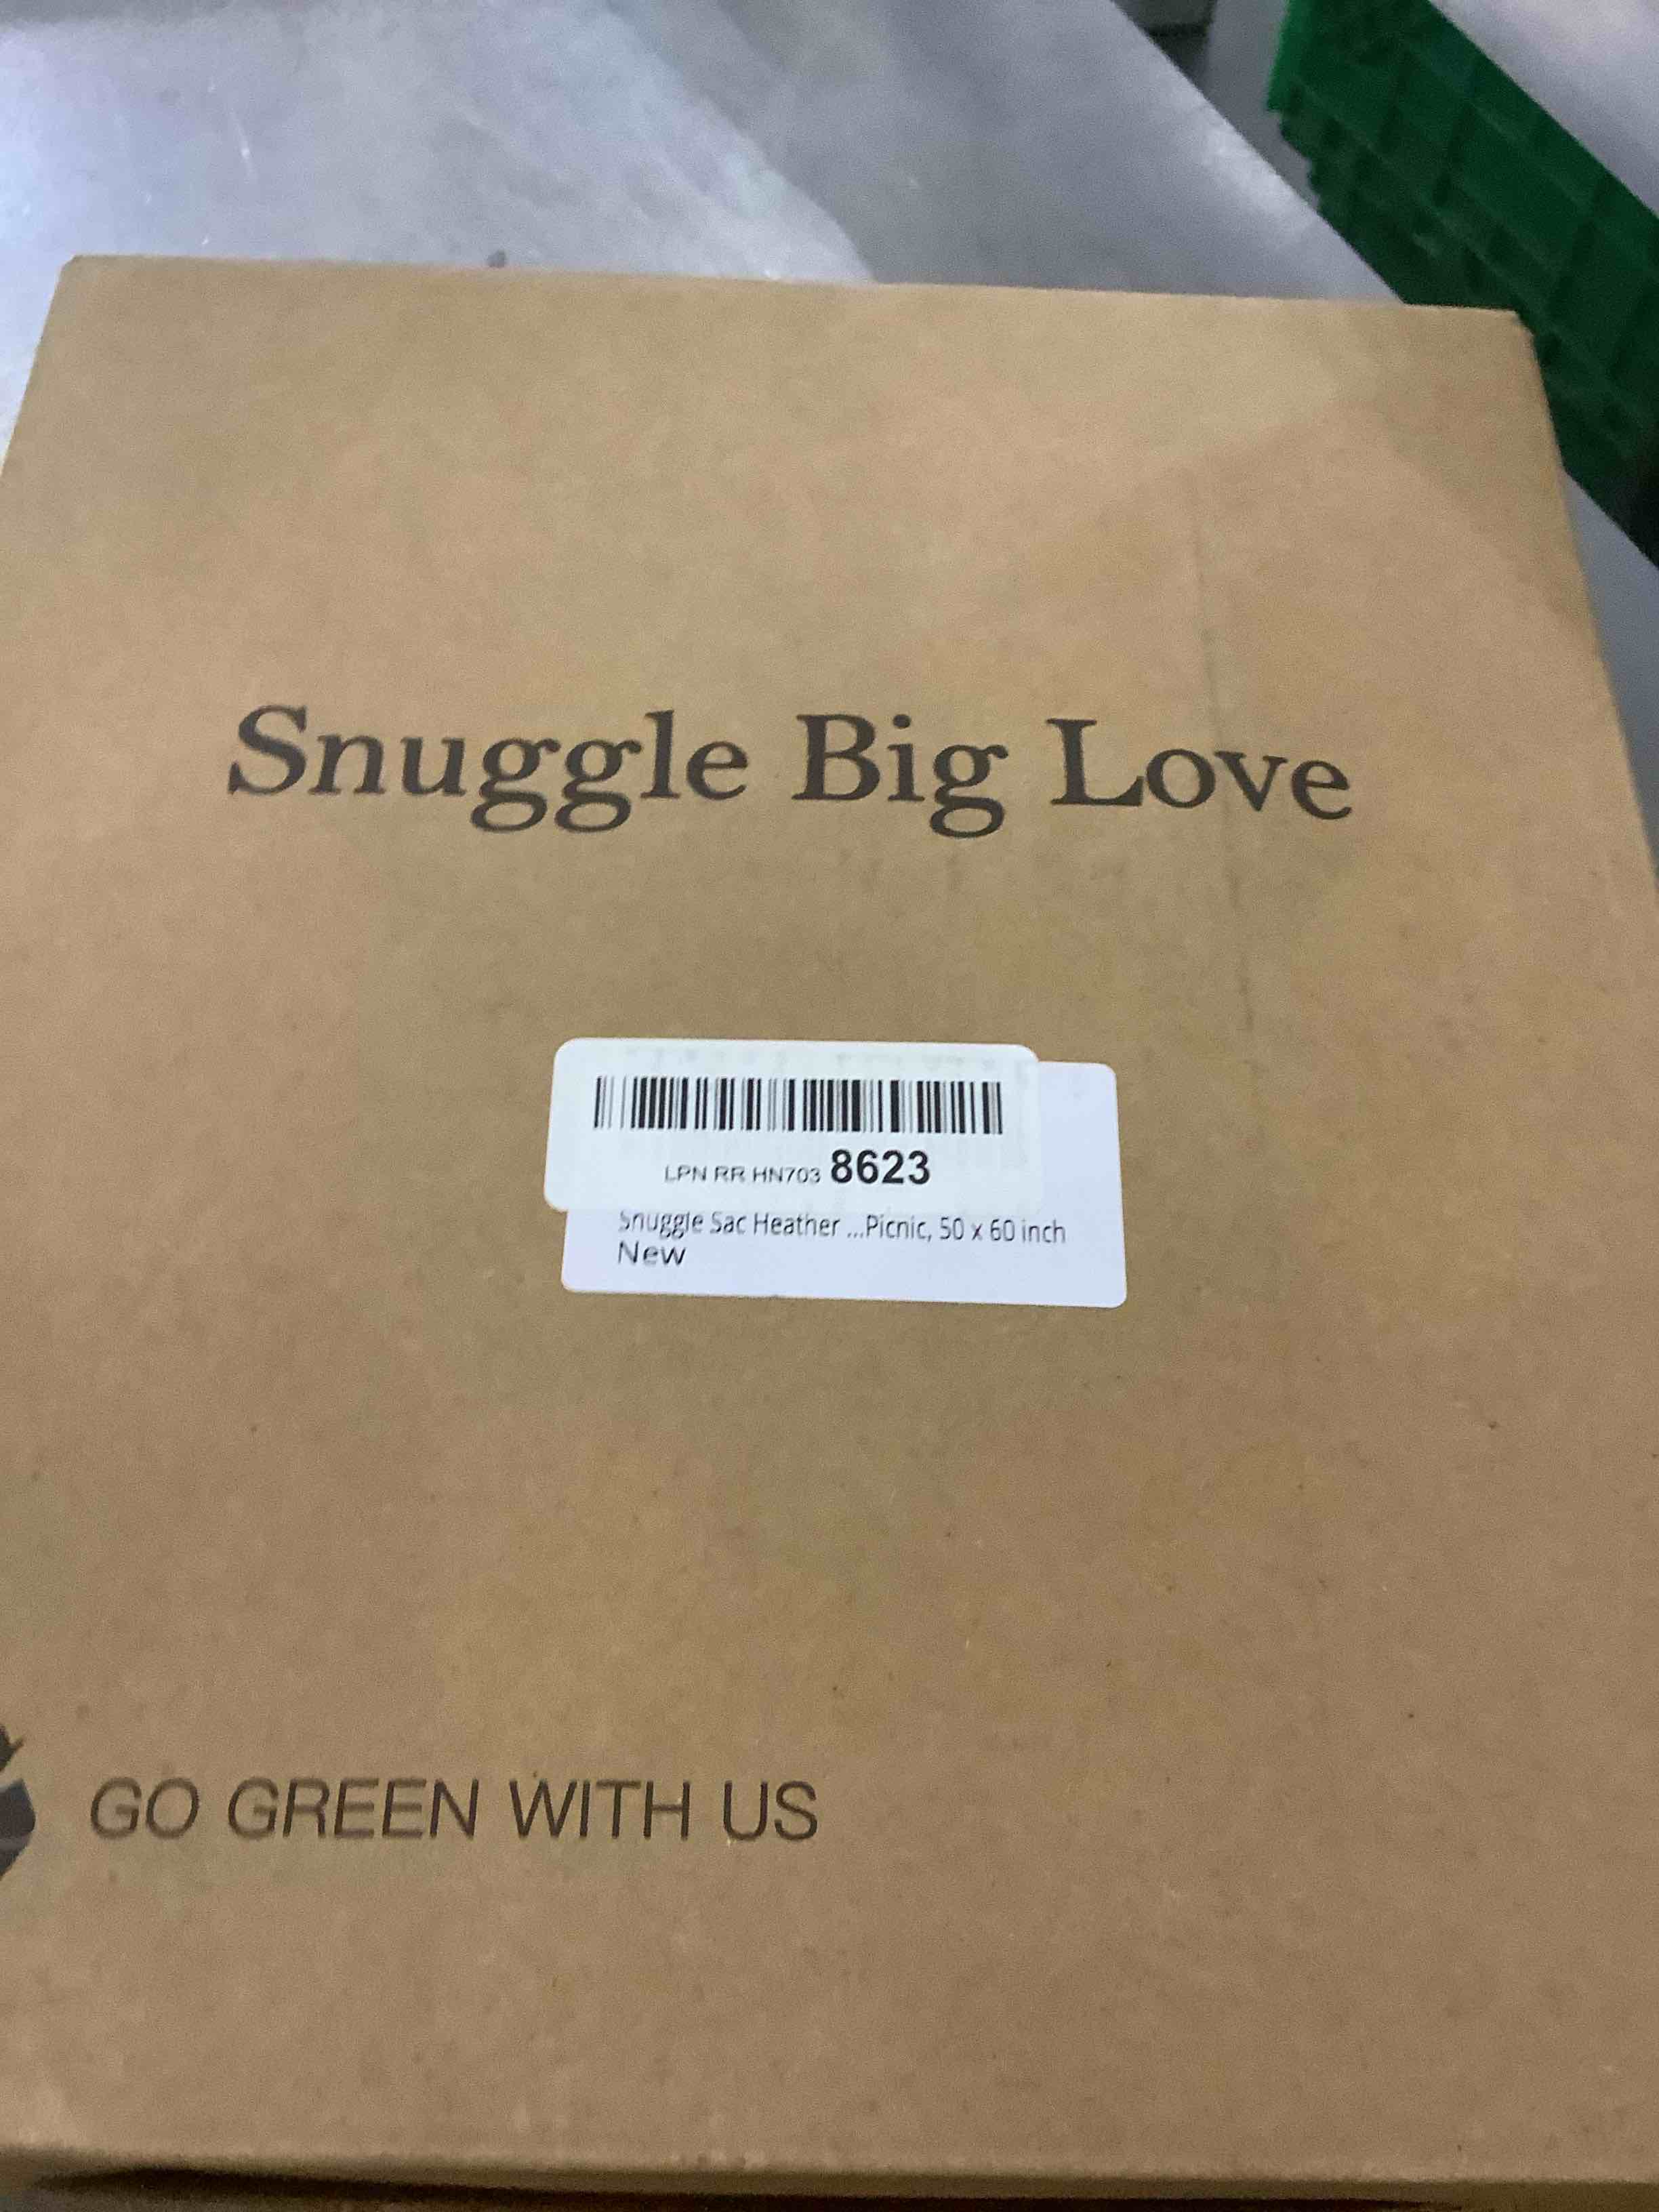 Snuggle Big Love
LPN RR HN703 8623
Snuggle Sac Heather ...Picnic, 50 x 60 inch
New
GO GREEN WITH US